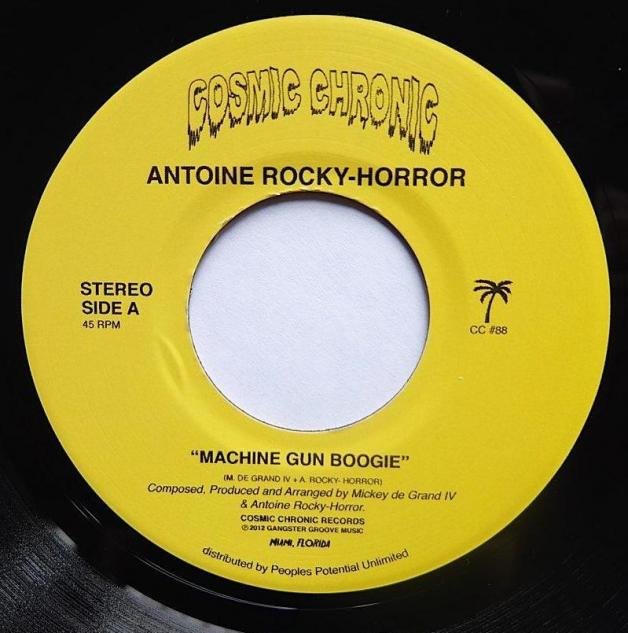 COSMIC CHRONIC
ANTOINE ROCKY-HORROR
STEREO
SIDE A
45 RPM
CC #88
“MACHINE GUN BOOGIE”
(M. DE GRAND IV + A. ROCKY- HORROR)
Composed, Produced and Arranged by Mickey de Grand IV
& Antoine Rocky-Horror.
COSMIC CHRONIC RECORDS
℗ 2012 GANGSTER GROOVE MUSIC
MIAMI, FLORIDA
distributed by Peoples Potential Unlimited